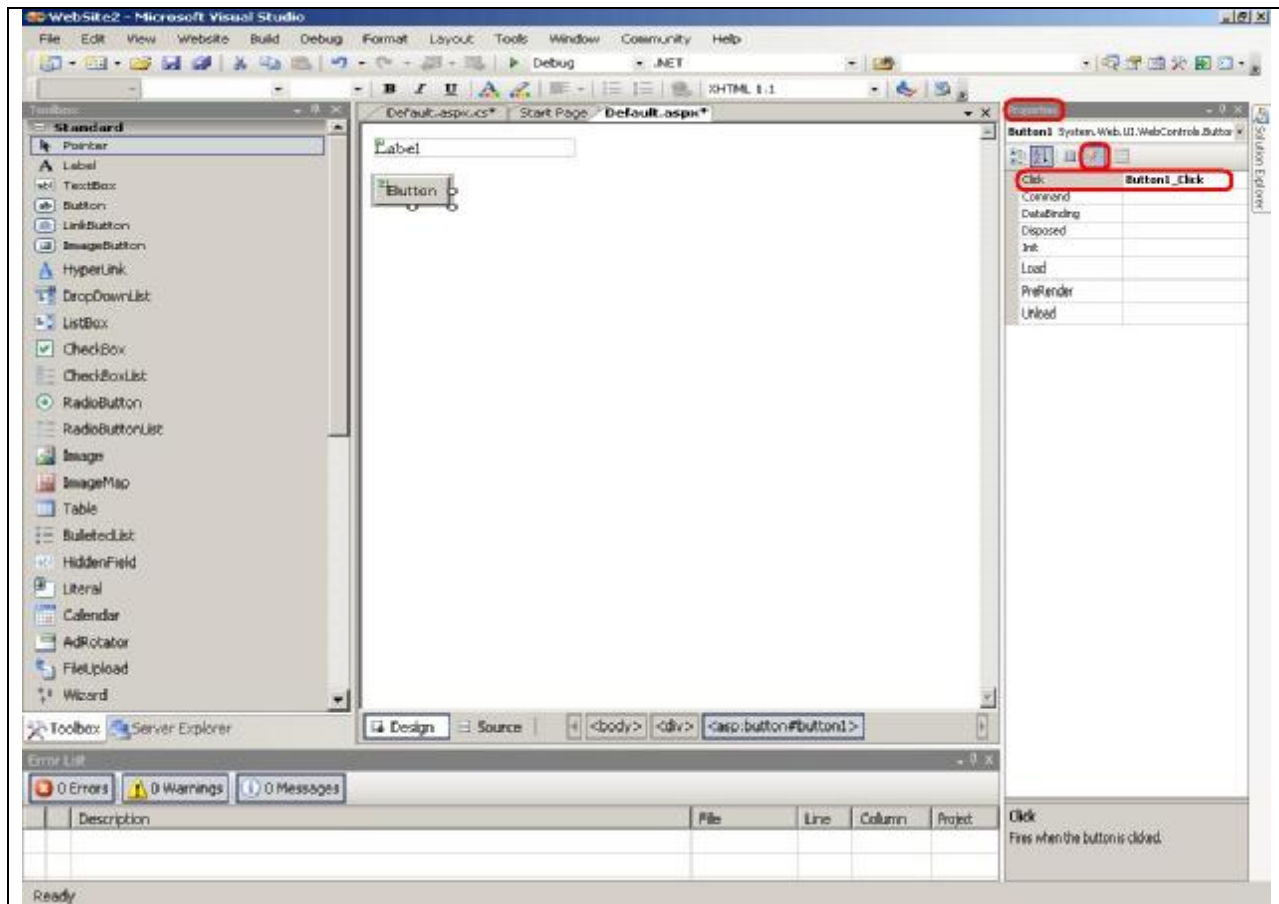 WebSite2 - Microsoft Visual Studio
File Edit View Website Build Debug Format Layout Tools Window Community Help
Debug .NET
B I U A XHTML 1.1
Toolbox
Standard
Pointer
A Label
TextBox
Button
LinkButton
ImageButton
HyperLink
DropDownList
ListBox
CheckBox
CheckBoxList
RadioButton
RadioButtonList
Image
ImageMap
Table
BulletedList
HiddenField
Literal
Calendar
AdRotator
FileUpload
Wizard
Toolbox Server Explorer
Default.aspx.cs* Start Page Default.aspx*
Label
Button
Design Source <body> <div> <asp:button#button1>
Properties
Button1 System.Web.UI.WebControls.Button
Click Button1_Click
Command
DataBinding
Disposed
Init
Load
PreRender
Unload
Solution Explorer
Click
Fires when the button is clicked.
Error List
0 Errors 0 Warnings 0 Messages
Description File Line Column Project
Ready